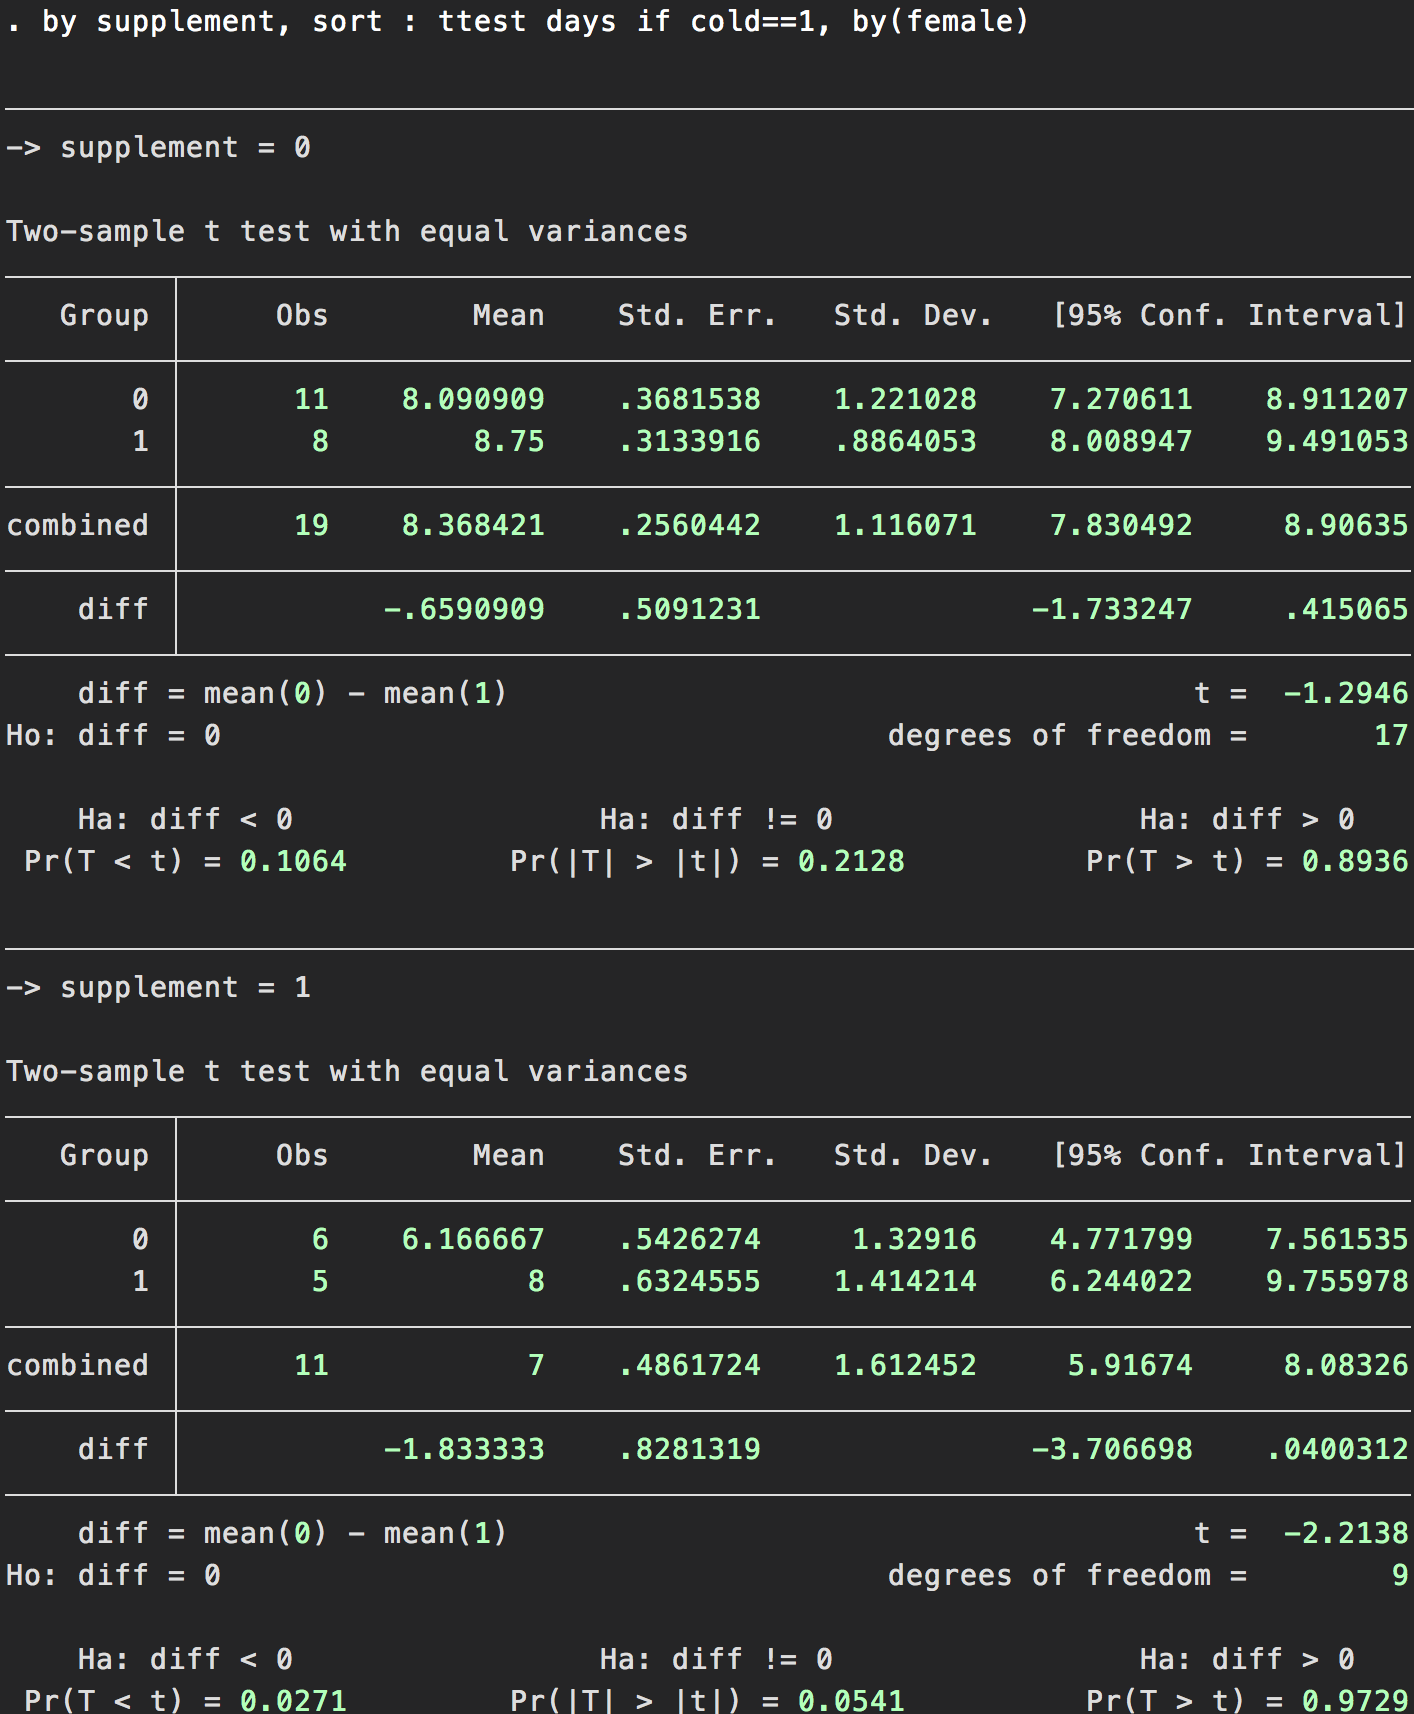 . by supplement, sort : ttest days if cold==1, by(female)
-> supplement = 0
Two-sample t test with equal variances
Group Obs Mean Std. Err. Std. Dev. [95% Conf. Interval]
0 11 8.090909 .3681538 1.221028 7.270611 8.911207
1 8 8.75 .3133916 .8864053 8.008947 9.491053
combined 19 8.368421 .2560442 1.116071 7.830492 8.90635
diff -.6590909 .5091231 -1.733247 .415065
diff = mean(0) - mean(1) t = -1.2946
Ho: diff = 0 degrees of freedom = 17
Ha: diff < 0 Ha: diff != 0 Ha: diff > 0
Pr(T < t) = 0.1064 Pr(|T| > |t|) = 0.2128 Pr(T > t) = 0.8936
-> supplement = 1
Two-sample t test with equal variances
Group Obs Mean Std. Err. Std. Dev. [95% Conf. Interval]
0 6 6.166667 .5426274 1.32916 4.771799 7.561535
1 5 8 .6324555 1.414214 6.244022 9.755978
combined 11 7 .4861724 1.612452 5.91674 8.08326
diff -1.833333 .8281319 -3.706698 .0400312
diff = mean(0) - mean(1) t = -2.2138
Ho: diff = 0 degrees of freedom = 9
Ha: diff < 0 Ha: diff != 0 Ha: diff > 0
Pr(T < t) = 0.0271 Pr(|T| > |t|) = 0.0541 Pr(T > t) = 0.9729